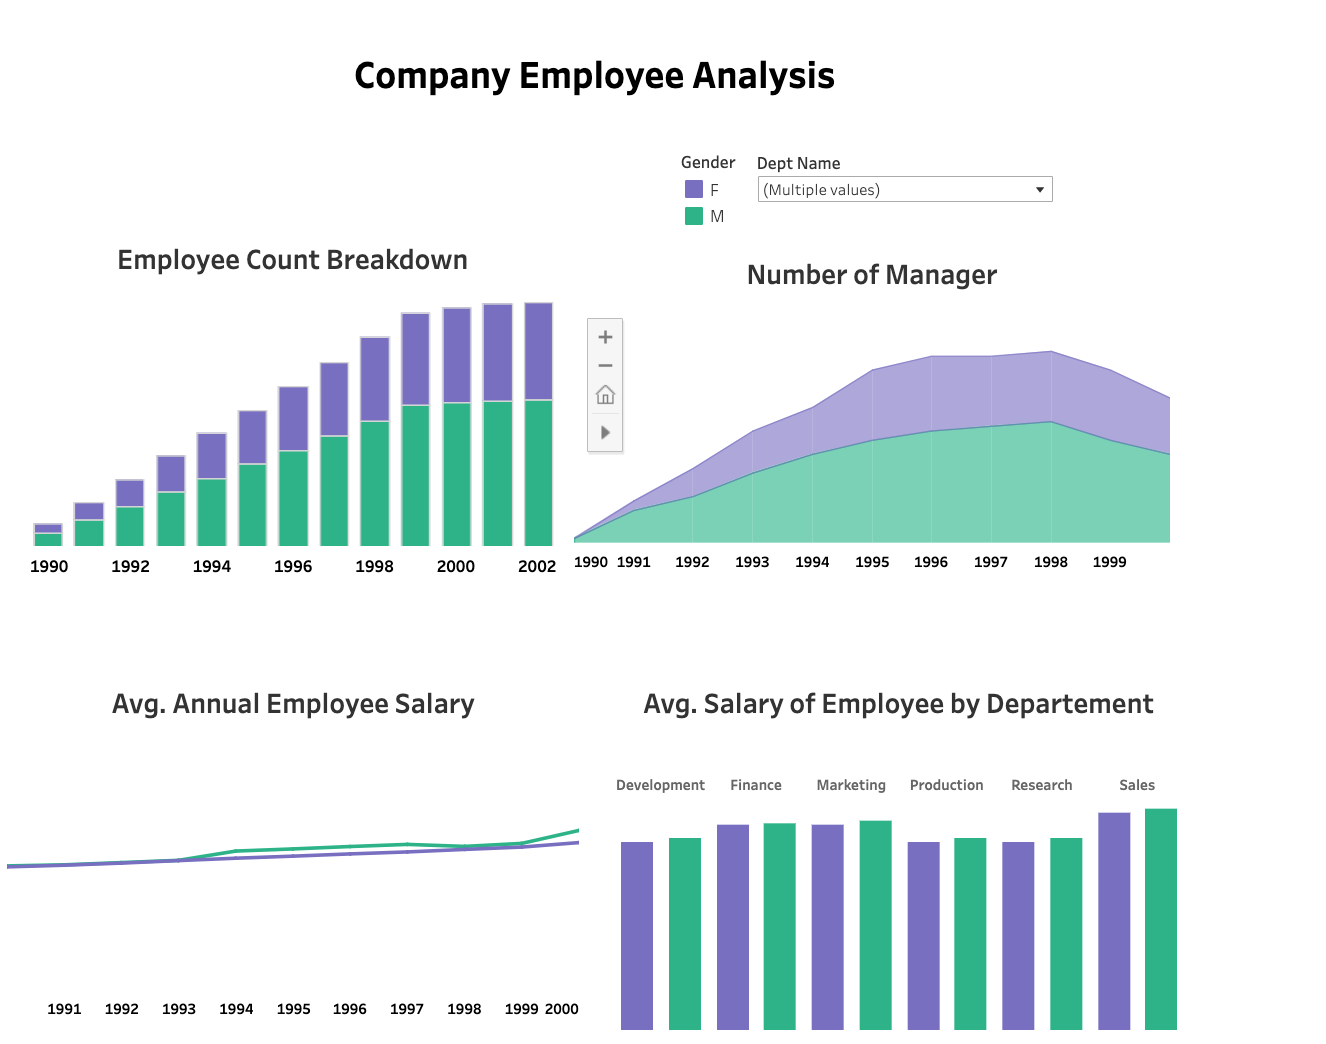 Company Employee Analysis
Gender
Dept Name
F
(Multiple values)
M
Employee Count Breakdown
1990 1992 1994 1996 1998 2000 2002
Number of Manager
1990 1991 1992 1993 1994 1995 1996 1997 1998 1999
Avg. Annual Employee Salary
1991 1992 1993 1994 1995 1996 1997 1998 1999 2000
Avg. Salary of Employee by Departement
Development Finance Marketing Production Research Sales